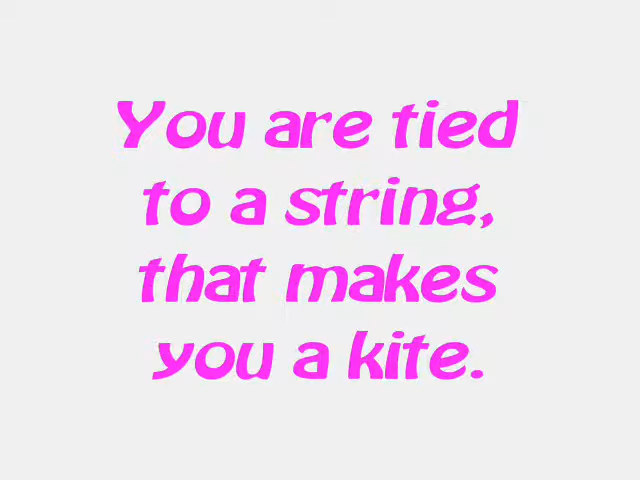 You are tied
to a string,
that makes
you a kite.